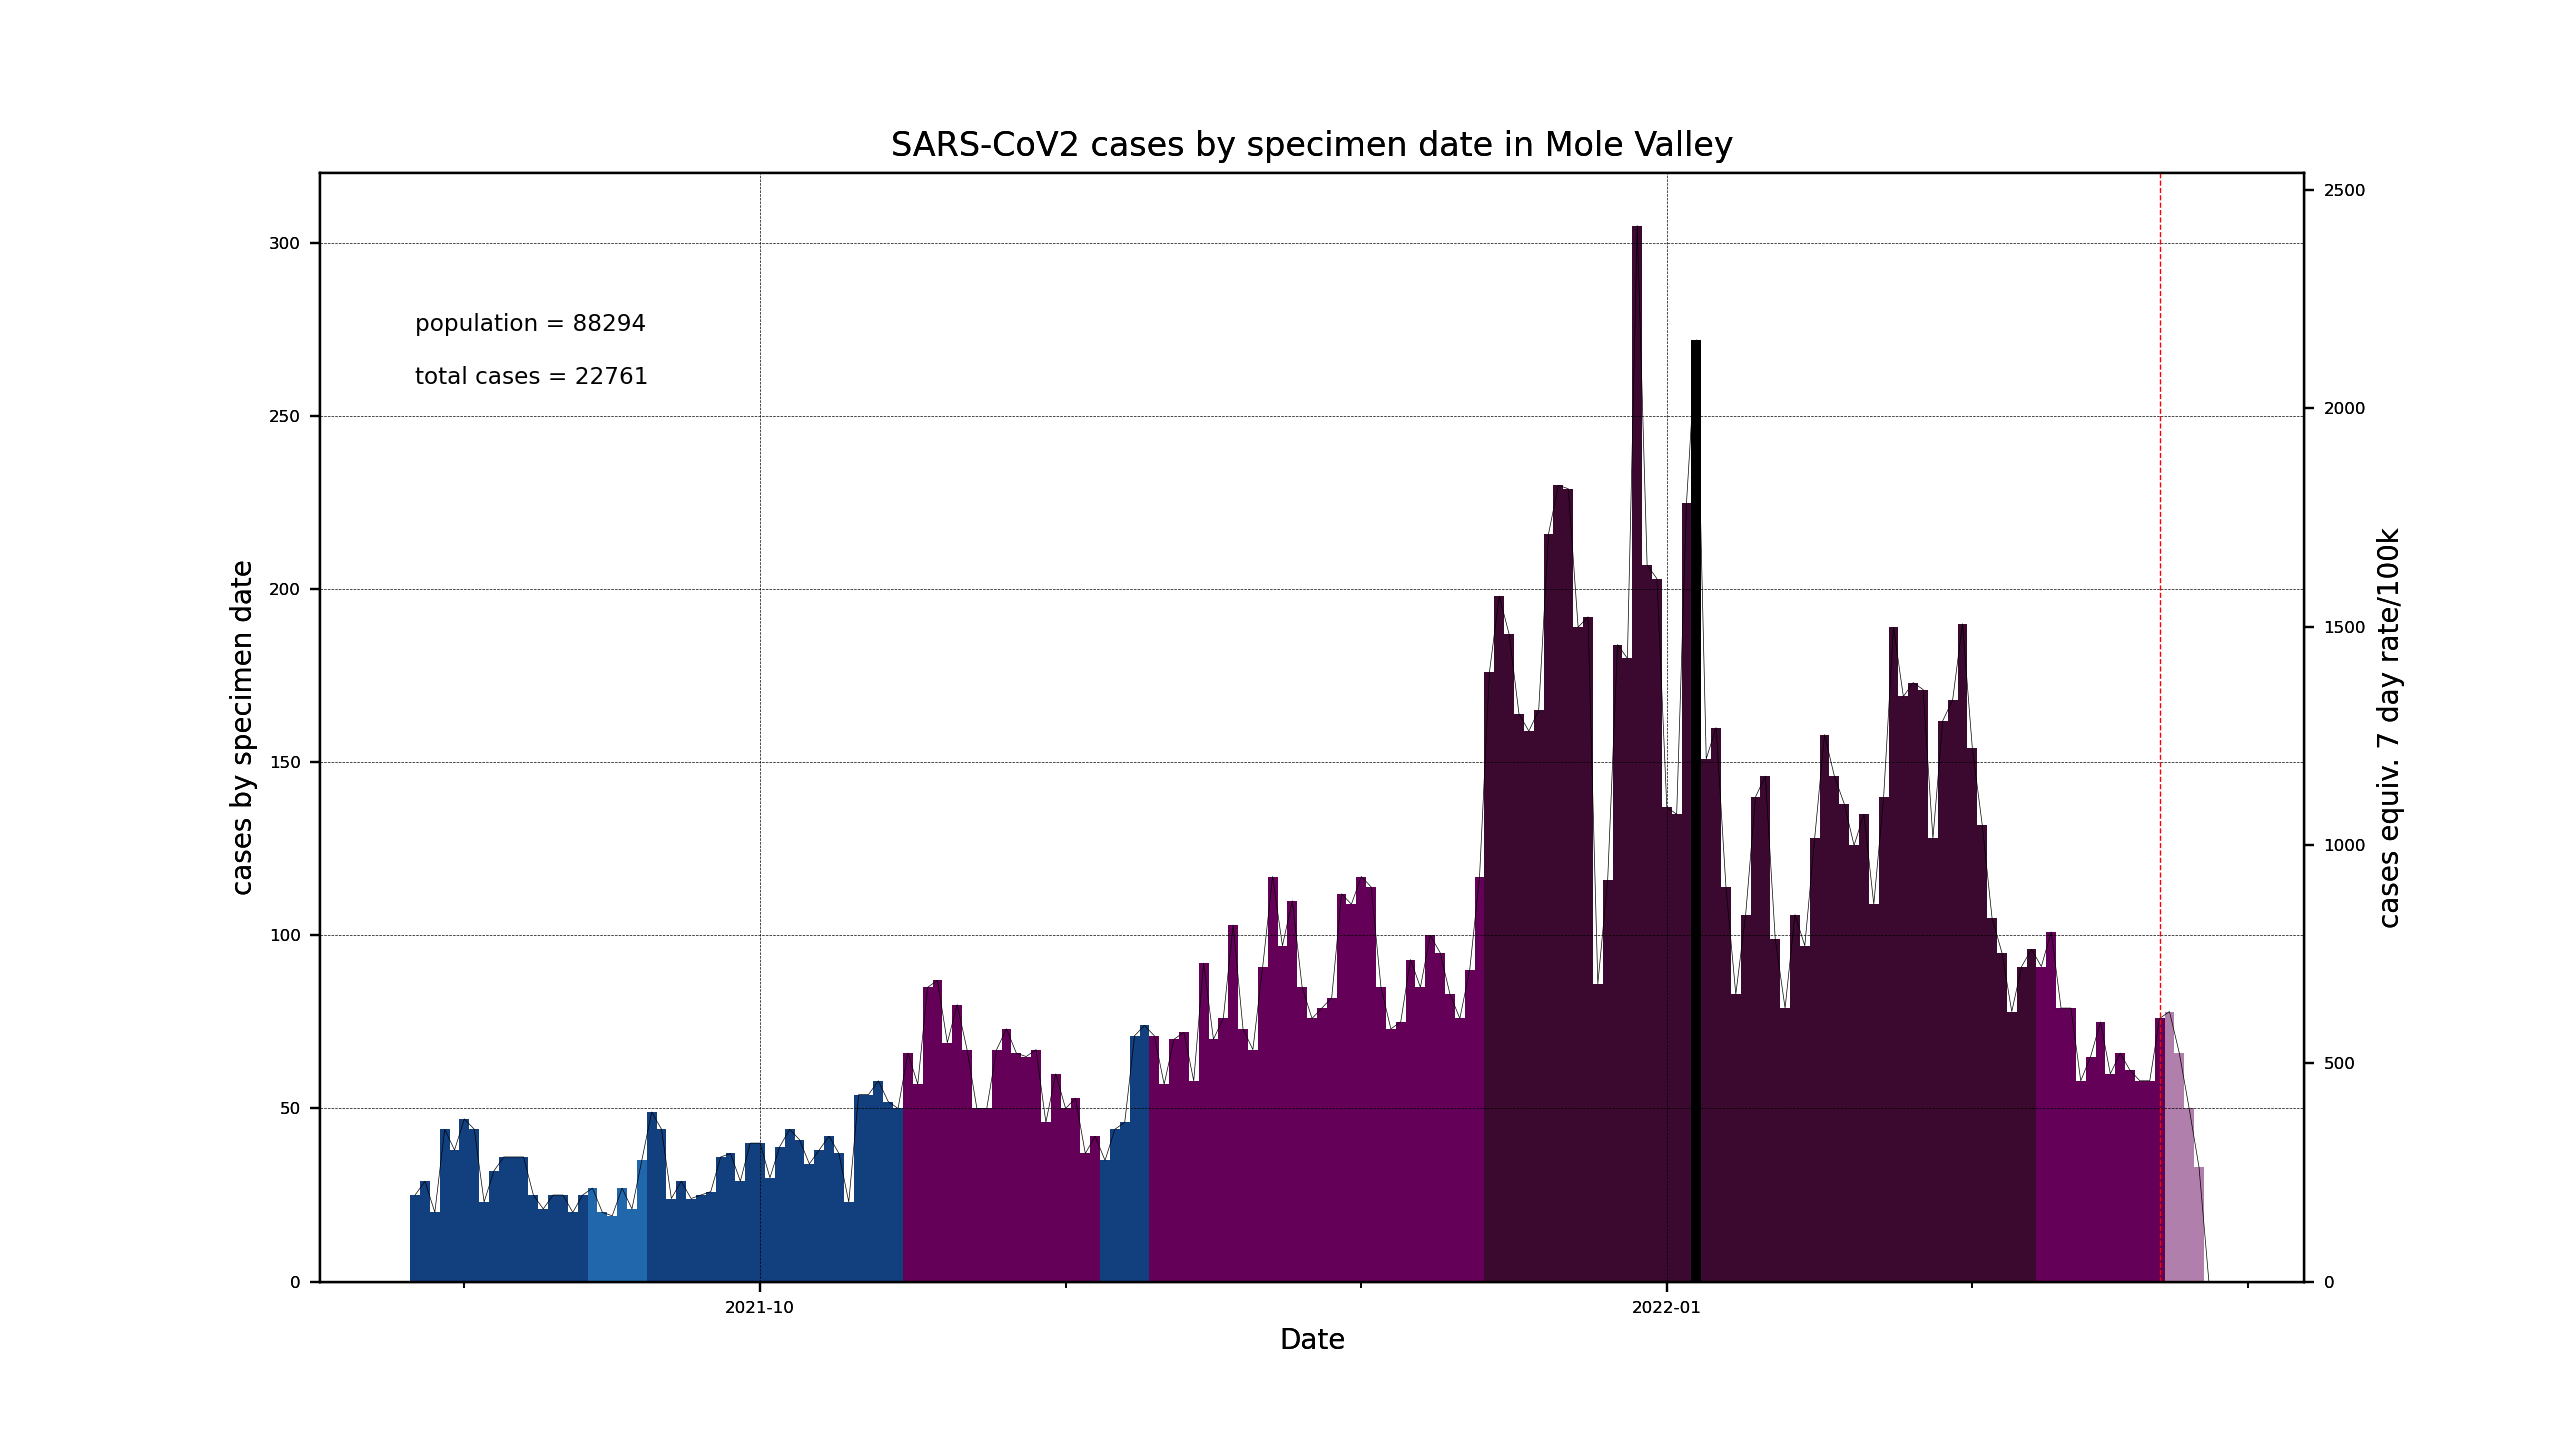 SARS-CoV2 cases by specimen date in Mole Valley
population = 88294
total cases = 22761
cases by specimen date
300
250
200
150
100
50
0
2500
2000
1500
1000
500
0
cases equiv. 7 day rate/100k
2021-10
2022-01
Date